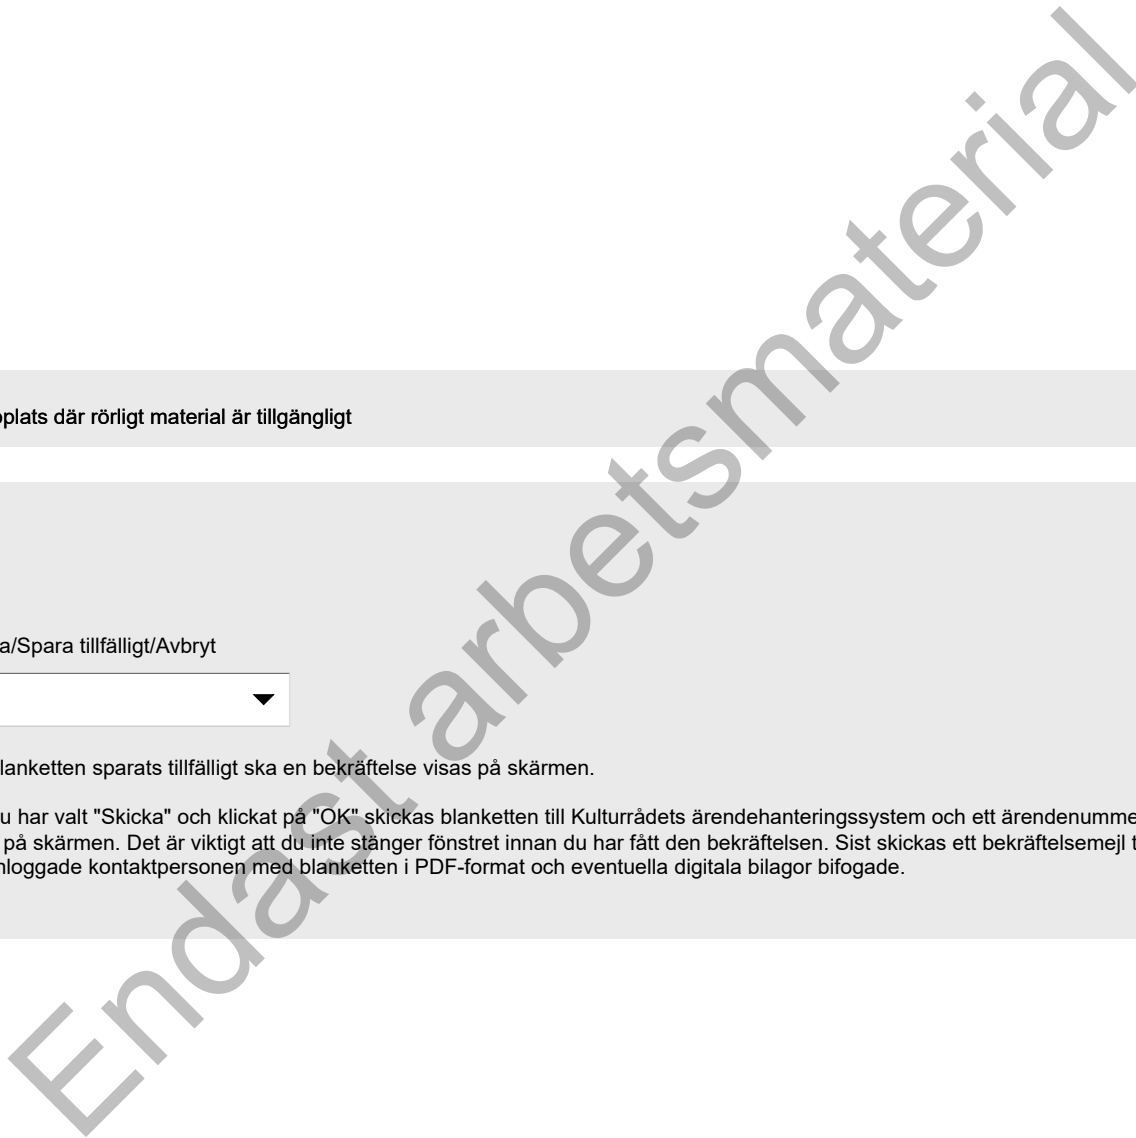 plats där rörligt material är tillgängligt
a/Spara tillfälligt/Avbryt
lanketten sparats tillfälligt ska en bekräftelse visas på skärmen.
u har valt "Skicka" och klickat på "OK" skickas blanketten till Kulturrådets ärendehanteringssystem och ett ärendenumme
på skärmen. Det är viktigt att du inte stänger fönstret innan du har fått den bekräftelsen. Sist skickas ett bekräftelsemejl t
nloggade kontaktpersonen med blanketten i PDF-format och eventuella digitala bilagor bifogade.
Endast arbetsmaterial